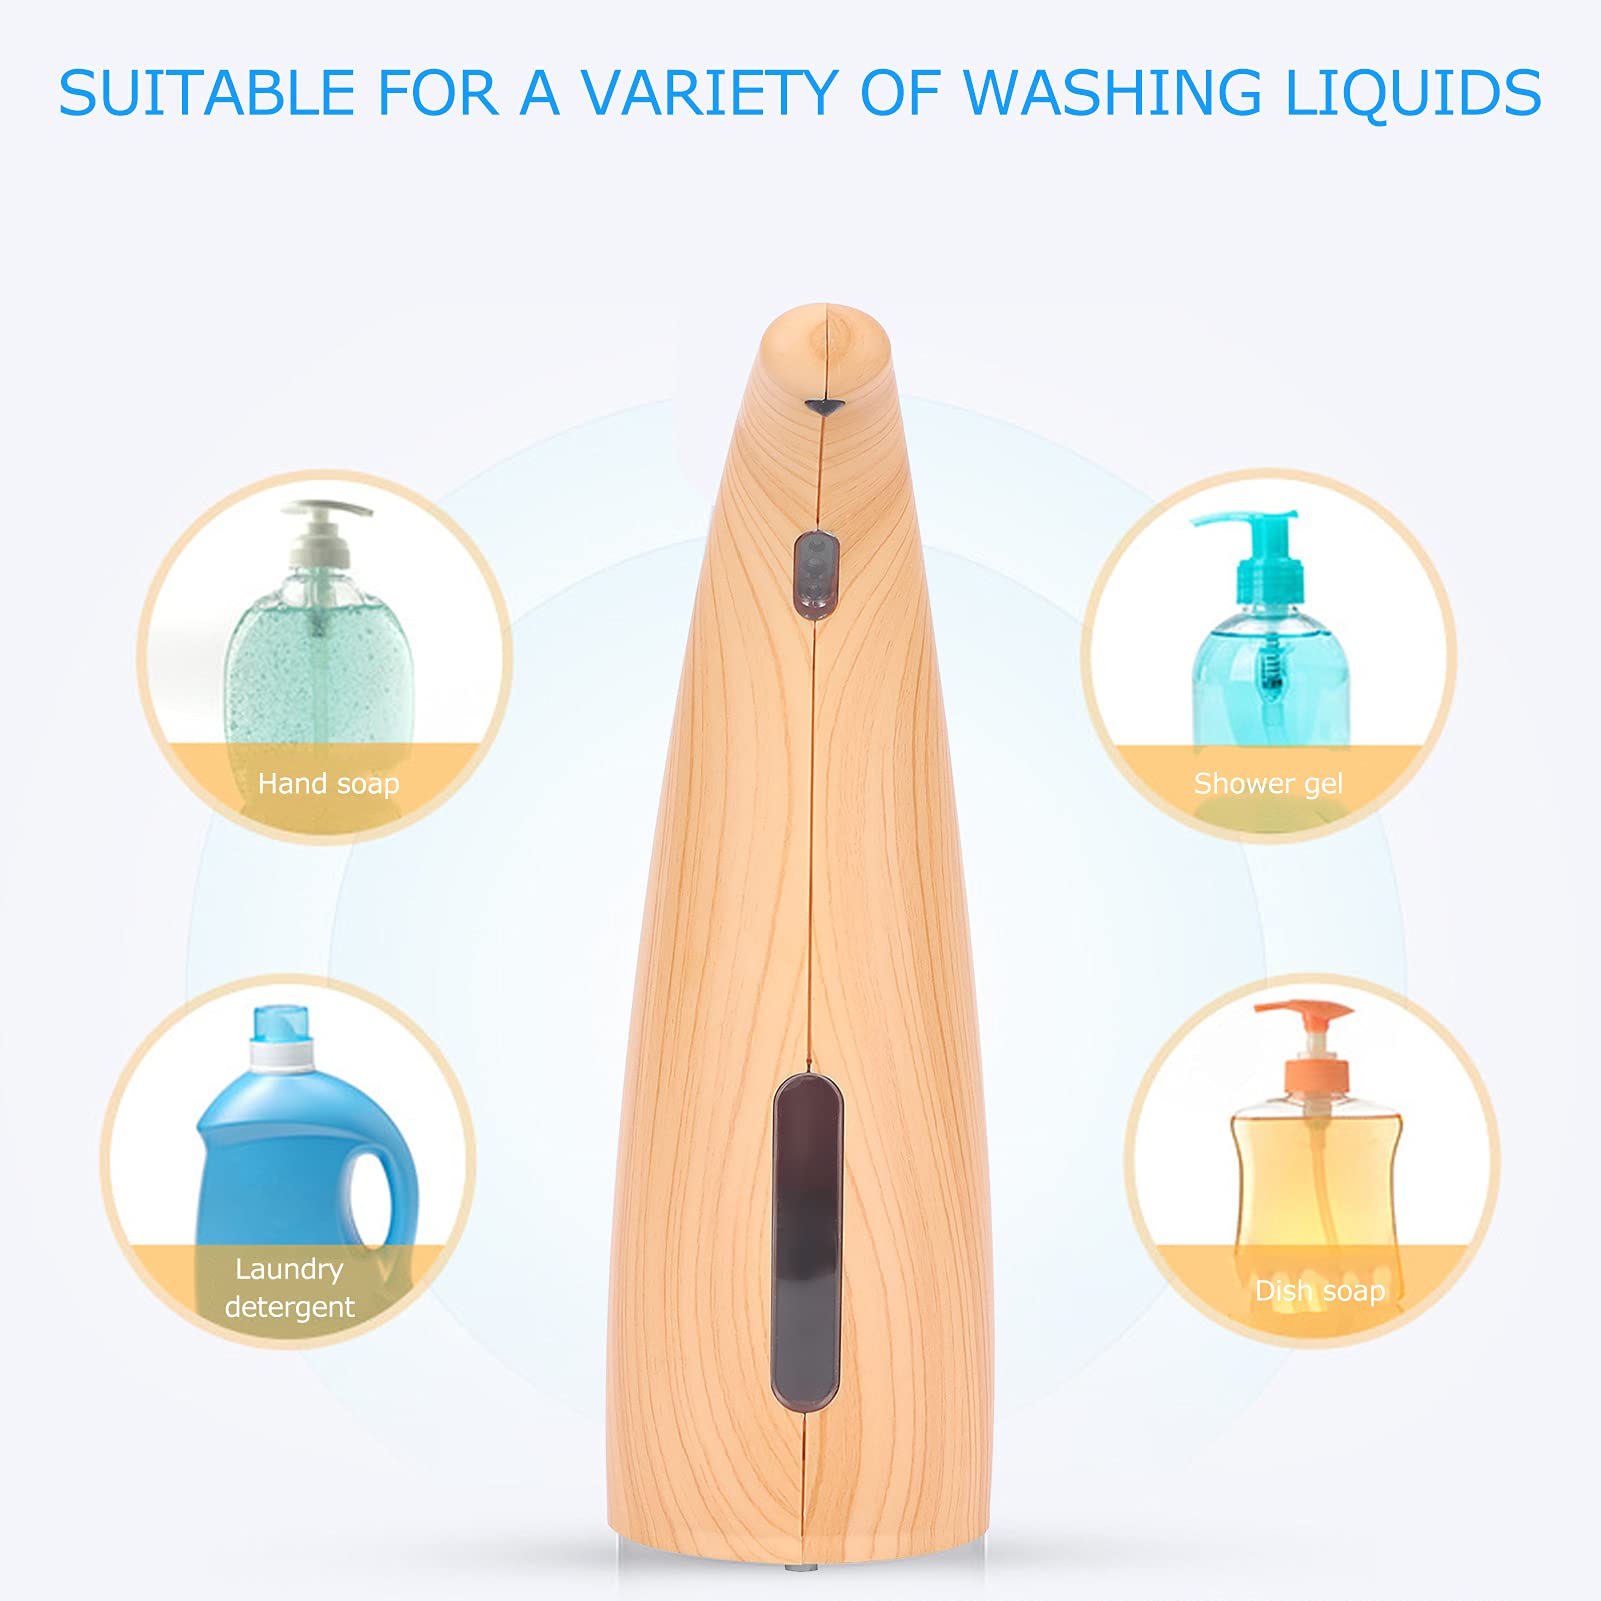 SUITABLE FOR A VARIETY OF WASHING LIQUIDS
Hand soap
Shower gel
Laundry
detergent
Dish soap